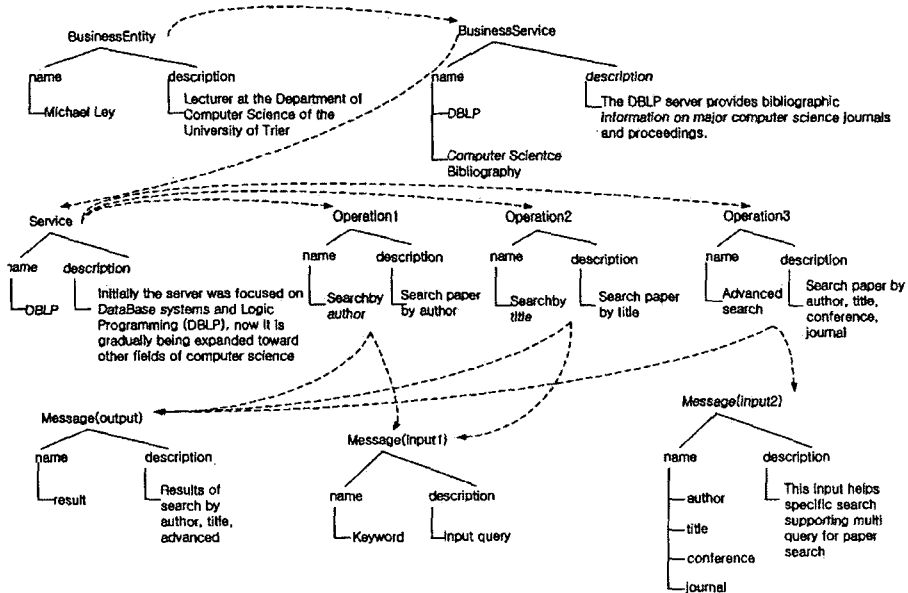 BusinessEntity
BusinessService
name
description
name
description
Michael Ley
Lecturer at the Department of
Computer Science of the
University of Trier
DBLP
Computer Scientce
Bibliography
The DBLP server provides bibliographic
information on major computer science journals
and proceedings.
Service
Operation1
Operation2
Operation3
name
description
name
description
name
description
name
description
DBLP
Initially the server was focused on
DataBase systems and Logic
Programming (DBLP), now it is
gradually being expanded toward
other fields of computer science
Searchby
author
Search paper
by author
Searchby
title
Search paper
by title
Advanced
search
Search paper by
author, title,
conference,
journal
Message(output)
Message(input1)
Message(input2)
name
description
result
Results of
search by
author, title,
advanced
name
description
Keyword
Input query
name
description
author
title
conference
journal
This input helps
specific search
supporting multi
query for paper
search